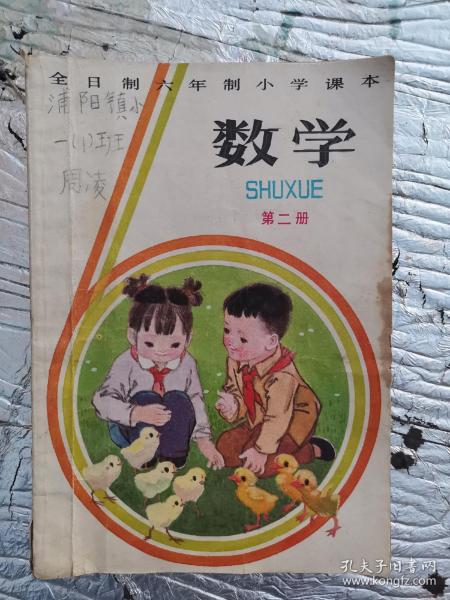 全日制六年制小学课本
浦阳镇小
一(1)班
周凌
数学
SHUXUE
第二册
孔夫子旧书网
www.kongfz.com